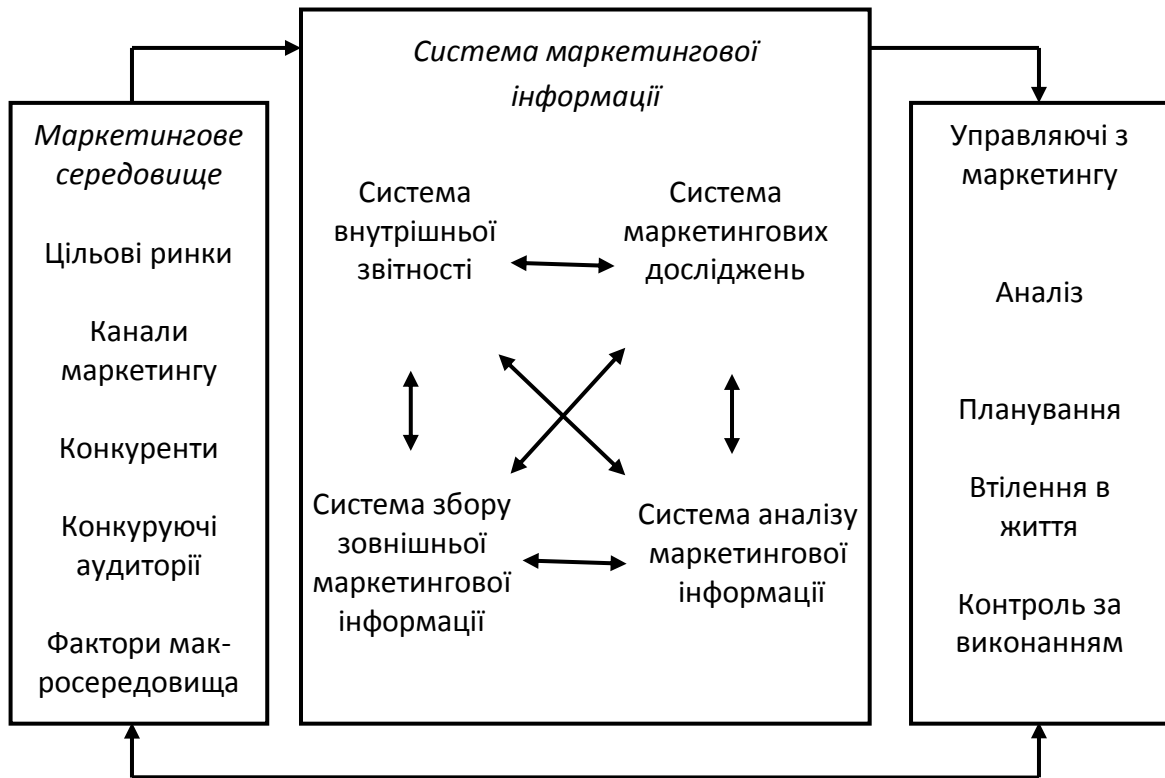 Система маркетингової
інформації
Маркетингове
середовище
Цільові ринки
Канали
маркетингу
Конкуренти
Конкуруючі
аудиторії
Фактори мак-
росередовища
Система
внутрішньої
звітності
Система
маркетингових
досліджень
Система збору
зовнішньої
маркетингової
інформації
Система аналізу
маркетингової
інформації
Управляючі з
маркетингу
Аналіз
Планування
Втілення в
життя
Контроль за
виконанням